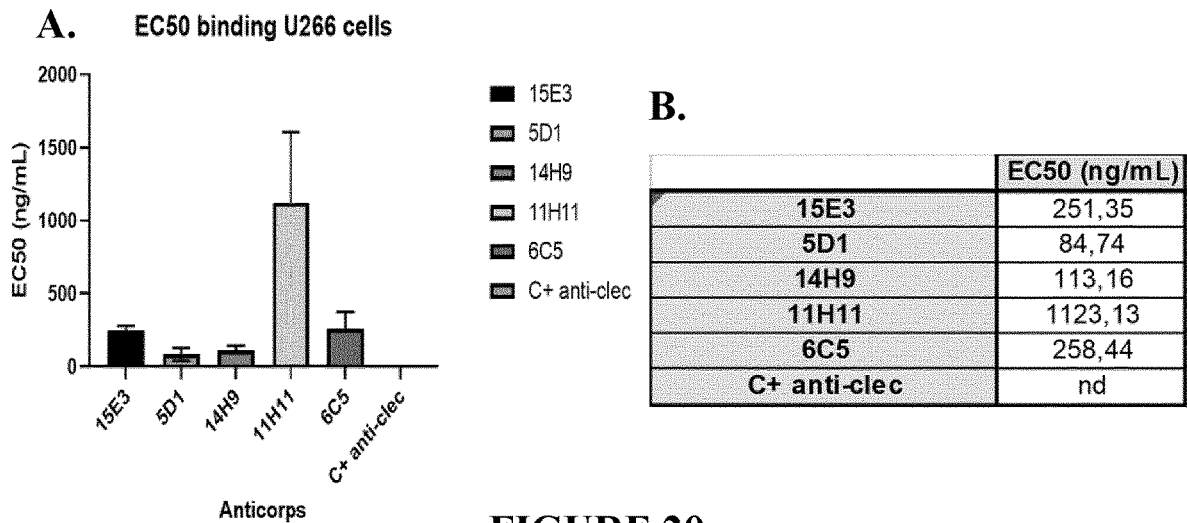 A.
EC50 binding U266 cells
2000
1500
1000
500
0
EC50 (ng/mL)
15E3
5D1
14H9
11H11
6C5
C+ anti-clec
Anticorps
15E3
5D1
14H9
11H11
6C5
C+ anti-clec
B.
EC50 (ng/mL)
15E3 251,35
5D1 84,74
14H9 113,16
11H11 1123,13
6C5 258,44
C+ anti-clec nd
FIGURE 20